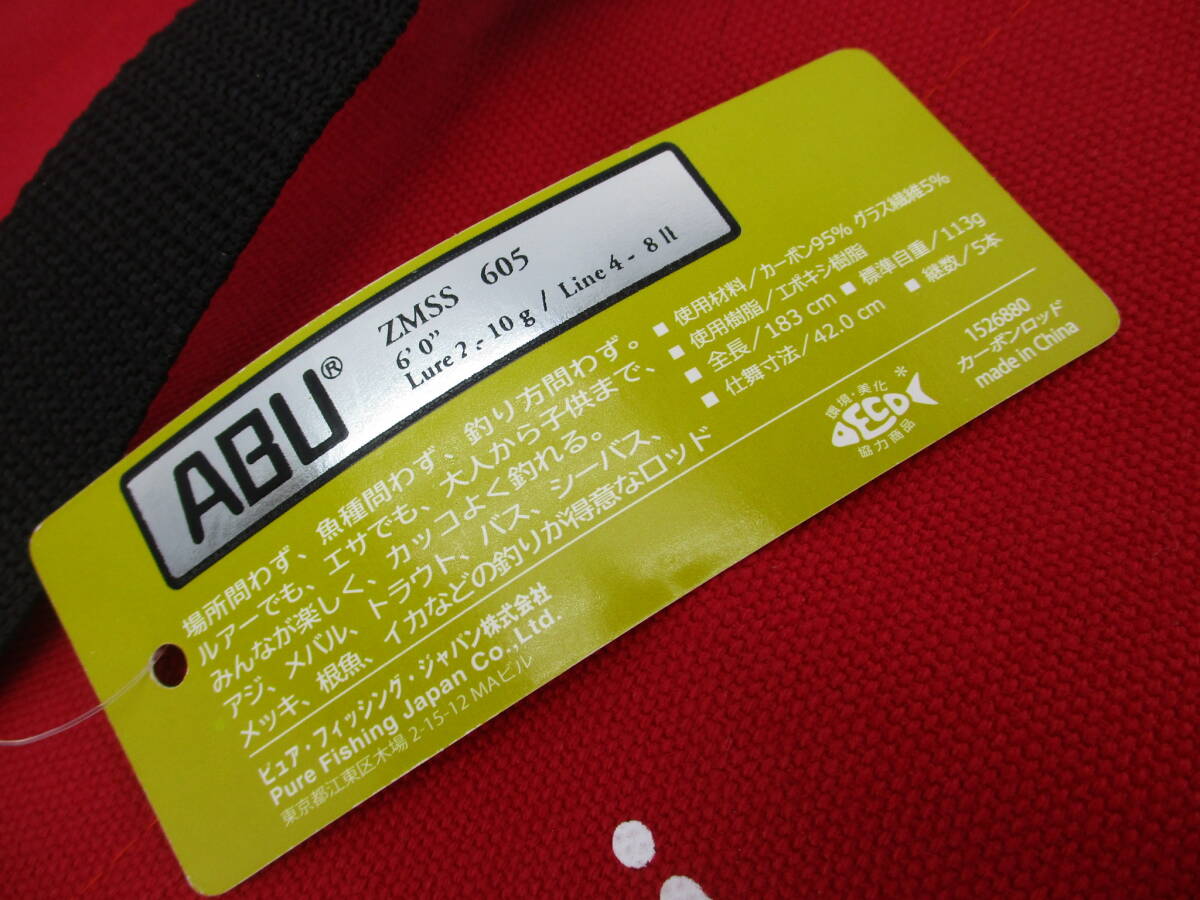 ABU®
ZMSS 605
6'0"
Lure 2 - 10 g / Line 4 - 8 lt
場所問わず、魚種問わず、釣り方問わず。
ルアーでも、エサでも、大人から子供まで、
みんなが楽しく、カッコよく釣れる。
アジ、メバル、トラウト、バス、シーバス、
メッキ、根魚、イカなどの釣りが得意なロッド
ピュア・フィッシング・ジャパン株式会社
Pure Fishing Japan Co., Ltd.
東京都江東区木場 2-15-12 MAビル
■ 使用材料/カーボン95% グラス繊維5%
■ 使用樹脂/エポキシ樹脂
■ 全長/183 cm ■ 標準自重/113g
■ 仕舞寸法/42.0 cm ■ 継数/5本
環境・美化 *
ECO
協力商品
1526880
カーボンロッド
made in China